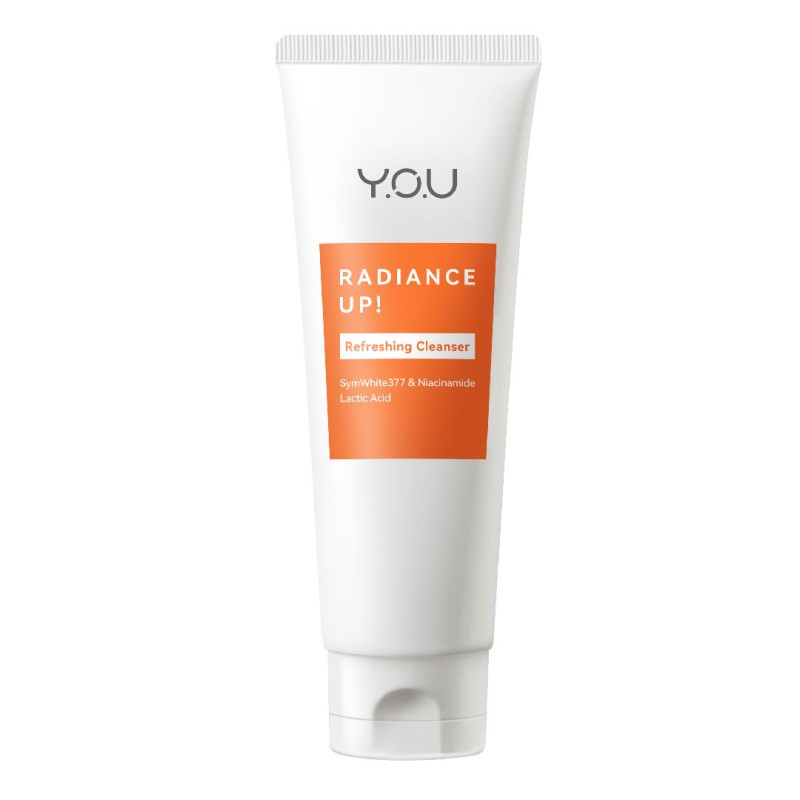 Y.O.U
RADIANCE
UP!
Refreshing Cleanser
SymWhite377 & Niacinamide
Lactic Acid